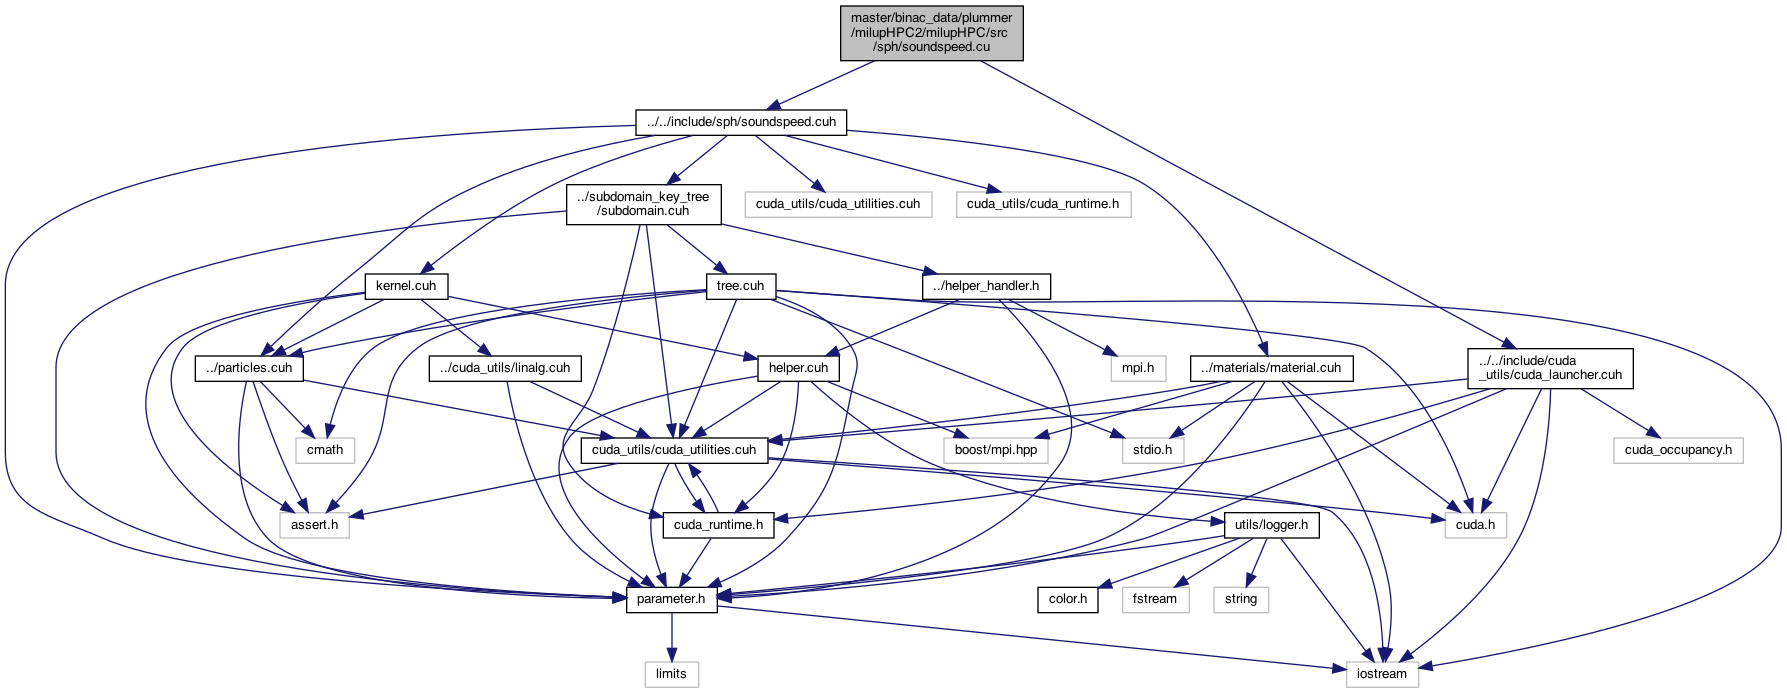 master/binac_data/plummer
/milupHPC2/milupHPC/src
/sph/soundspeed.cu
../../include/sph/soundspeed.cuh
../subdomain_key_tree
/subdomain.cuh
cuda_utils/cuda_utilities.cuh
cuda_utils/cuda_runtime.h
kernel.cuh
tree.cuh
../helper_handler.h
../particles.cuh
../cuda_utils/linalg.cuh
helper.cuh
mpi.h
../materials/material.cuh
../../include/cuda
_utils/cuda_launcher.cuh
cmath
cuda_utils/cuda_utilities.cuh
boost/mpi.hpp
stdio.h
cuda_occupancy.h
assert.h
cuda_runtime.h
utils/logger.h
cuda.h
parameter.h
color.h
fstream
string
limits
iostream